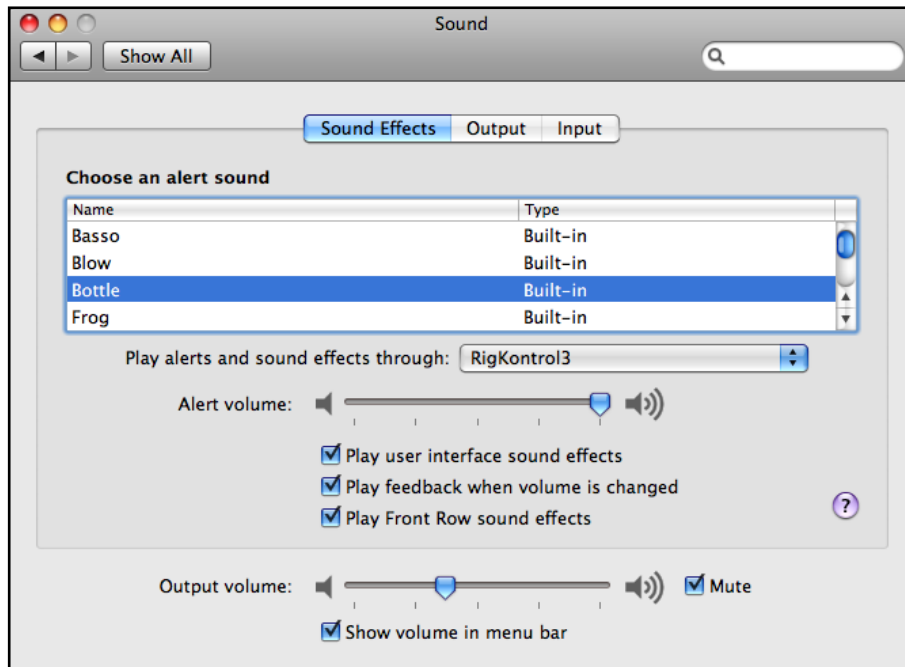 Sound
Show All
Sound Effects Output Input
Choose an alert sound
Name Type
Basso Built-in
Blow Built-in
Bottle Built-in
Frog Built-in
Play alerts and sound effects through: RigKontrol3
Alert volume:
Play user interface sound effects
Play feedback when volume is changed
Play Front Row sound effects
?
Output volume: Mute
Show volume in menu bar